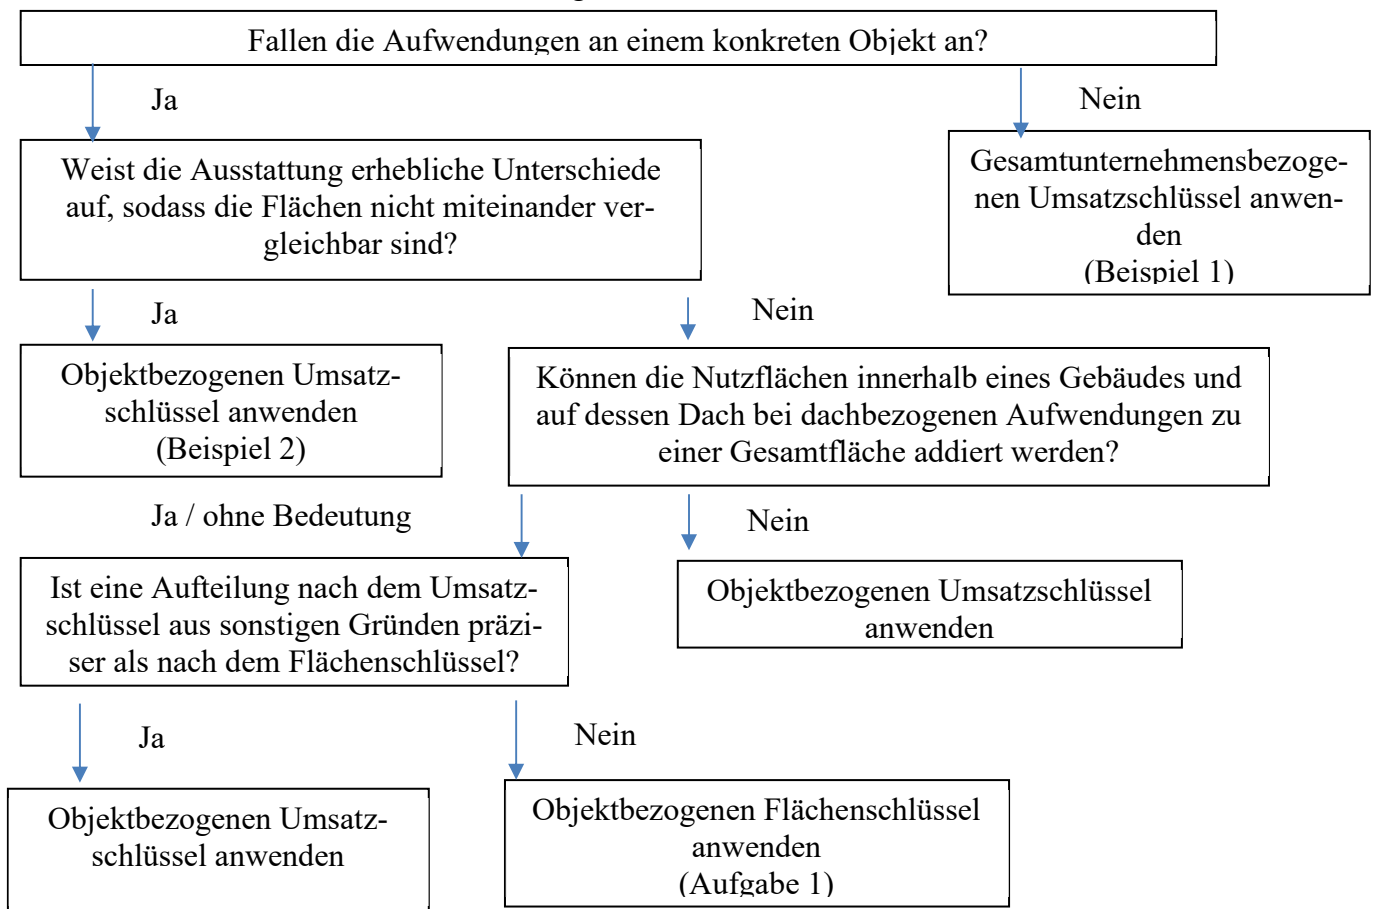 Fallen die Aufwendungen an einem konkreten Objekt an?
Ja
Nein
Weist die Ausstattung erhebliche Unterschiede
auf, sodass die Flächen nicht miteinander ver-
gleichbar sind?
Gesamtunternehmensbezoge-
nen Umsatzschlüssel anwen-
den
(Beispiel 1)
Ja
Nein
Objektbezogenen Umsatz-
schlüssel anwenden
(Beispiel 2)
Können die Nutzflächen innerhalb eines Gebäudes und
auf dessen Dach bei dachbezogenen Aufwendungen zu
einer Gesamtfläche addiert werden?
Ja / ohne Bedeutung
Nein
Ist eine Aufteilung nach dem Umsatz-
schlüssel aus sonstigen Gründen präzi-
ser als nach dem Flächenschlüssel?
Objektbezogenen Umsatzschlüssel
anwenden
Ja
Nein
Objektbezogenen Umsatz-
schlüssel anwenden
Objektbezogenen Flächenschlüssel
anwenden
(Aufgabe 1)